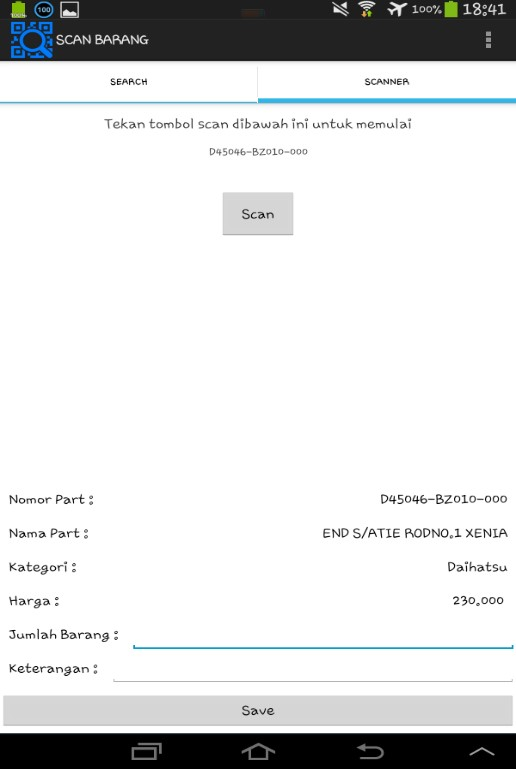 100%
100
100%
18:41
SCAN BARANG
SEARCH
SCANNER
Tekan tombol scan dibawah ini untuk memulai
D45046-BZ010-000
Scan
Nomor Part : D45046-BZ010-000
Nama Part : END S/ATIE RODNO.1 XENIA
Kategori : Daihatsu
Harga : 230.000
Jumlah Barang :
Keterangan :
Save